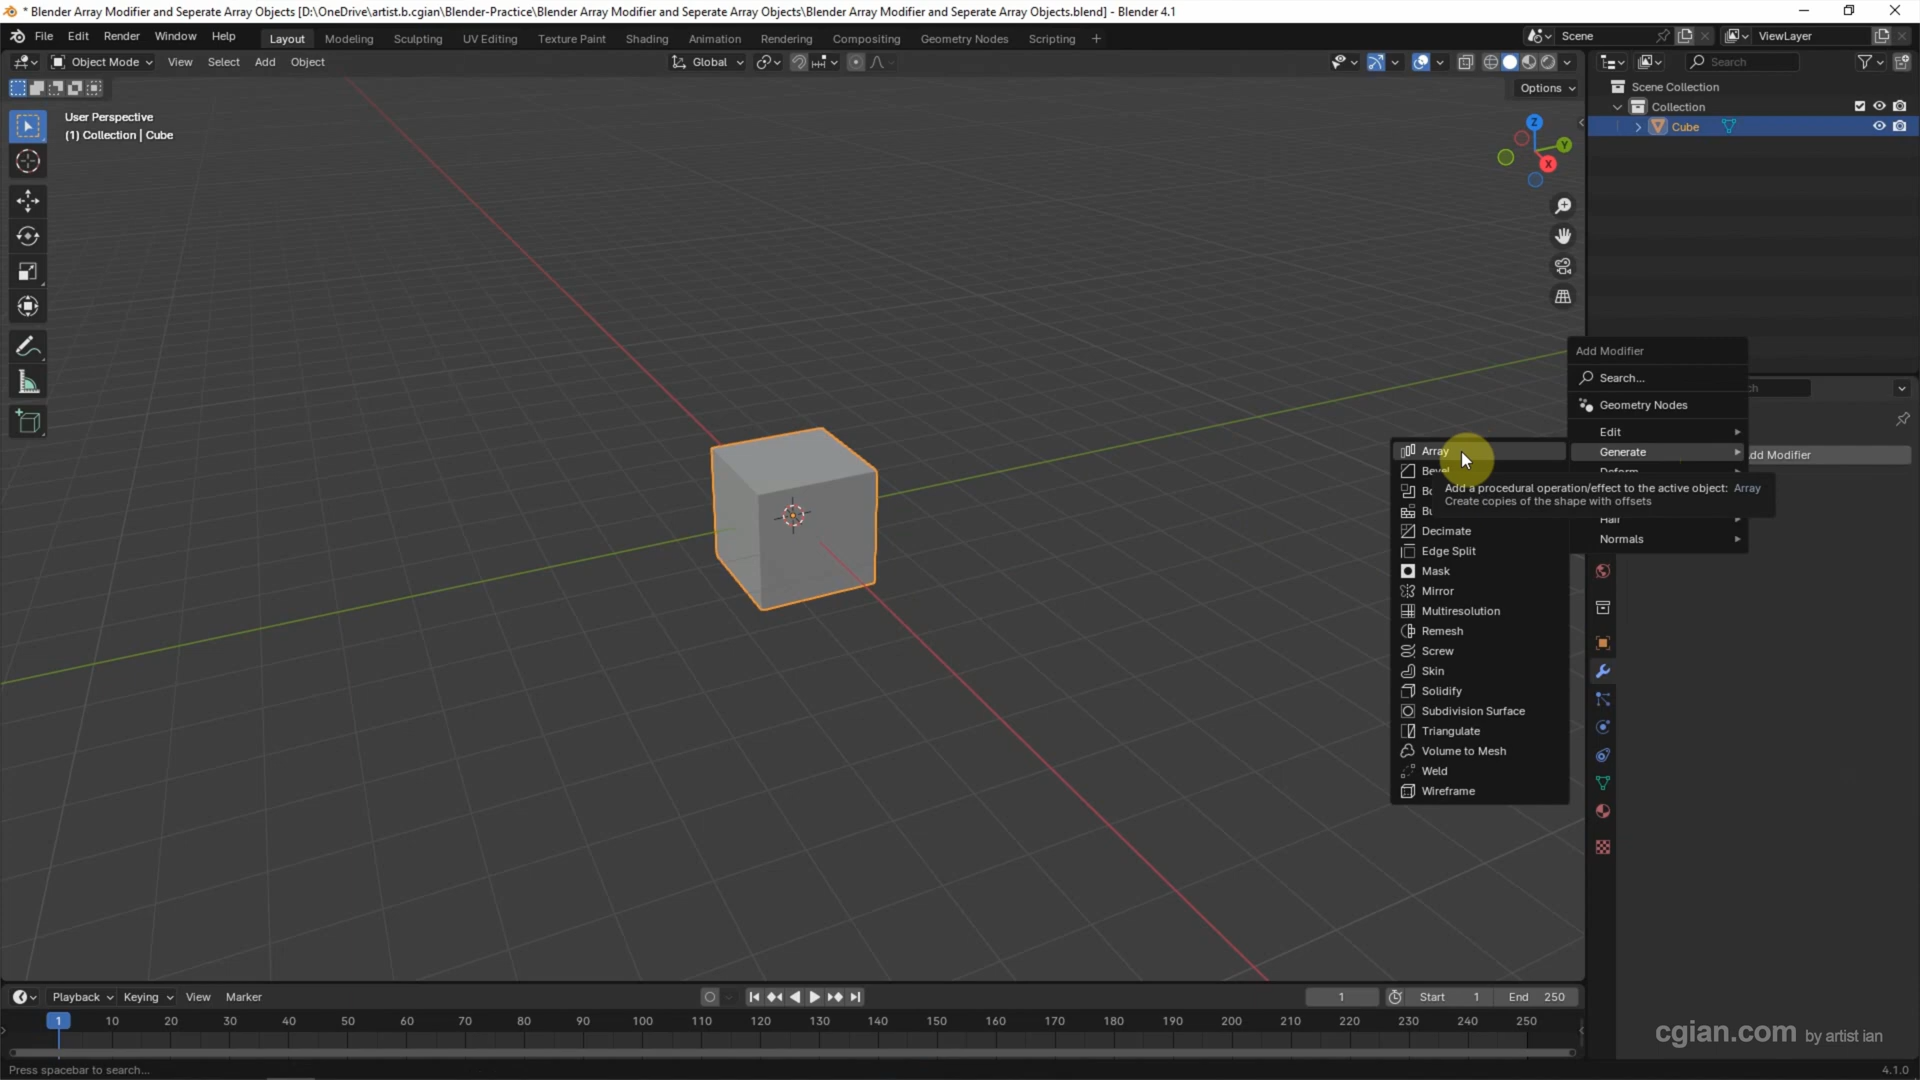 * Blender Array Modifier and Seperate Array Objects [D:\OneDrive\artist.b.cgian\Blender-Practice\Blender Array Modifier and Seperate Array Objects\Blender Array Modifier and Seperate Array Objects.blend] - Blender 4.1
File Edit Render Window Help Layout Modeling Sculpting UV Editing Texture Paint Shading Animation Rendering Compositing Geometry Nodes Scripting + Scene ViewLayer
Object Mode View Select Add Object Global Search
Options
Scene Collection
Collection
Cube
User Perspective
(1) Collection | Cube
Z
Y
X
Add Modifier
Search...
Geometry Nodes
Edit
Generate
Normals
Array
Add a procedural operation/effect to the active object: Array
Create copies of the shape with offsets
Decimate
Edge Split
Mask
Mirror
Multiresolution
Remesh
Screw
Skin
Solidify
Subdivision Surface
Triangulate
Volume to Mesh
Weld
Wireframe
Playback Keying View Marker 1 Start 1 End 250
1 10 20 30 40 50 60 70 80 90 100 110 120 130 140 150 160 170 180 190 200 210 220 230 240 250
cgian.com by artist ian
Press spacebar to search...
4.1.0